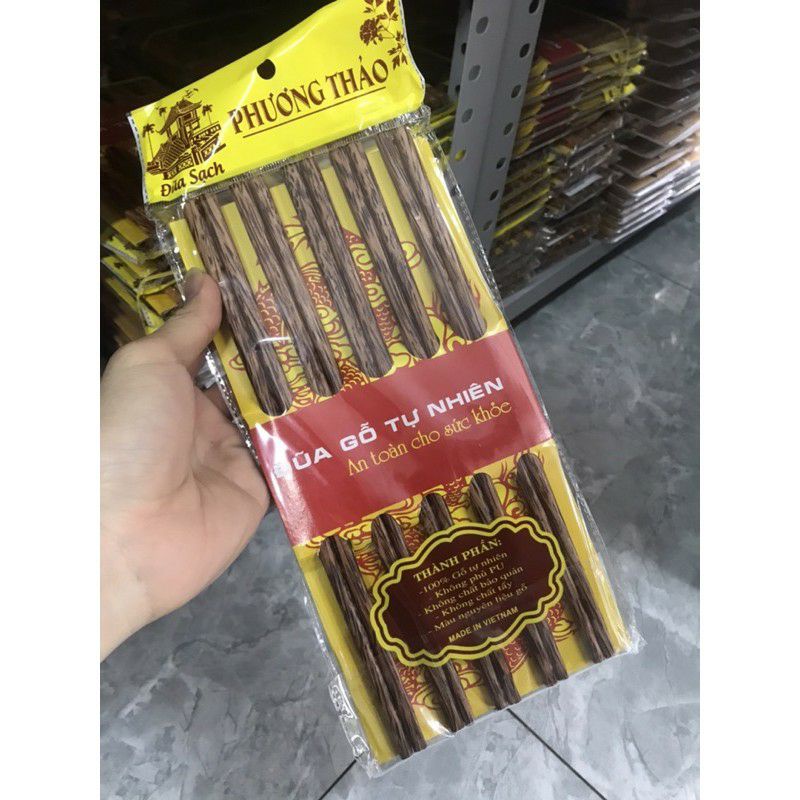 PHƯƠNG THẢO
Đũa Sạch
ĐŨA GỖ TỰ NHIÊN
An toàn cho sức khỏe
THÀNH PHẦN:
-100% Gỗ tự nhiên
- Không phủ PU
- Không chất bảo quản
- Không chất tẩy
- Màu nguyên liệu gỗ
MADE IN VIETNAM